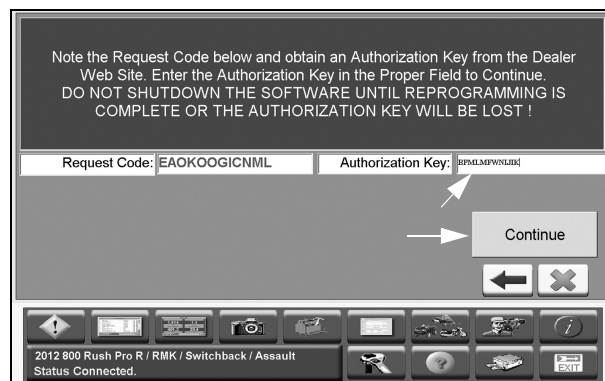 Note the Request Code below and obtain an Authorization Key from the Dealer
Web Site. Enter the Authorization Key in the Proper Field to Continue.
DO NOT SHUTDOWN THE SOFTWARE UNTIL REPROGRAMMING IS
COMPLETE OR THE AUTHORIZATION KEY WILL BE LOST !
Request Code: EAOKOOGICNML Authorization Key: RPMLMFWNIJIK
Continue
2012 800 Rush Pro R / RMK / Switchback / Assault
Status Connected.
EXIT